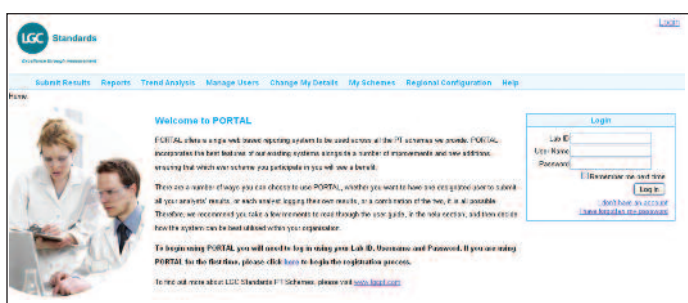 Login
LGC Standards
Submit Results Reports Trend Analysis Manage Users Change My Details My Schemes Regional Configuration Help
Home
Welcome to PORTAL
PORTAL offers a single web based reporting system to be used across all the PT schemes we provide. PORTAL
incorporates the best features of our existing systems alongside a number of improvements and new additions,
ensuring that which ever scheme you participate in you will see a benefit.
There are a number of ways you can choose to use PORTAL, whether you want to have one designated user to submit
all your analysts' results, or each analyst logging their own results, or a combination of the two, it is all possible.
Therefore, we recommened you take a few moments to read through the user guide, in the help section, and then decide
how the system can be best utilised within your organisation.
To begin using PORTAL you will need to log in using your Lab ID, Username and Password. If you are using
PORTAL for the first time, please click here to begin the registration process.
To find out more about LGC Standards PT Schemes, please visit
Login
Lab ID
User Name
Password
Remember me next time
Log In
I don't have an account
I have forgotten my password